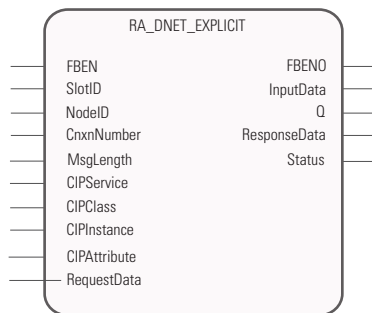 RA_DNET_EXPLICIT
FBEN FBENO
SlotID InputData
NodeID Q
CnxnNumber ResponseData
MsgLength Status
CIPService
CIPClass
CIPInstance
CIPAttribute
RequestData